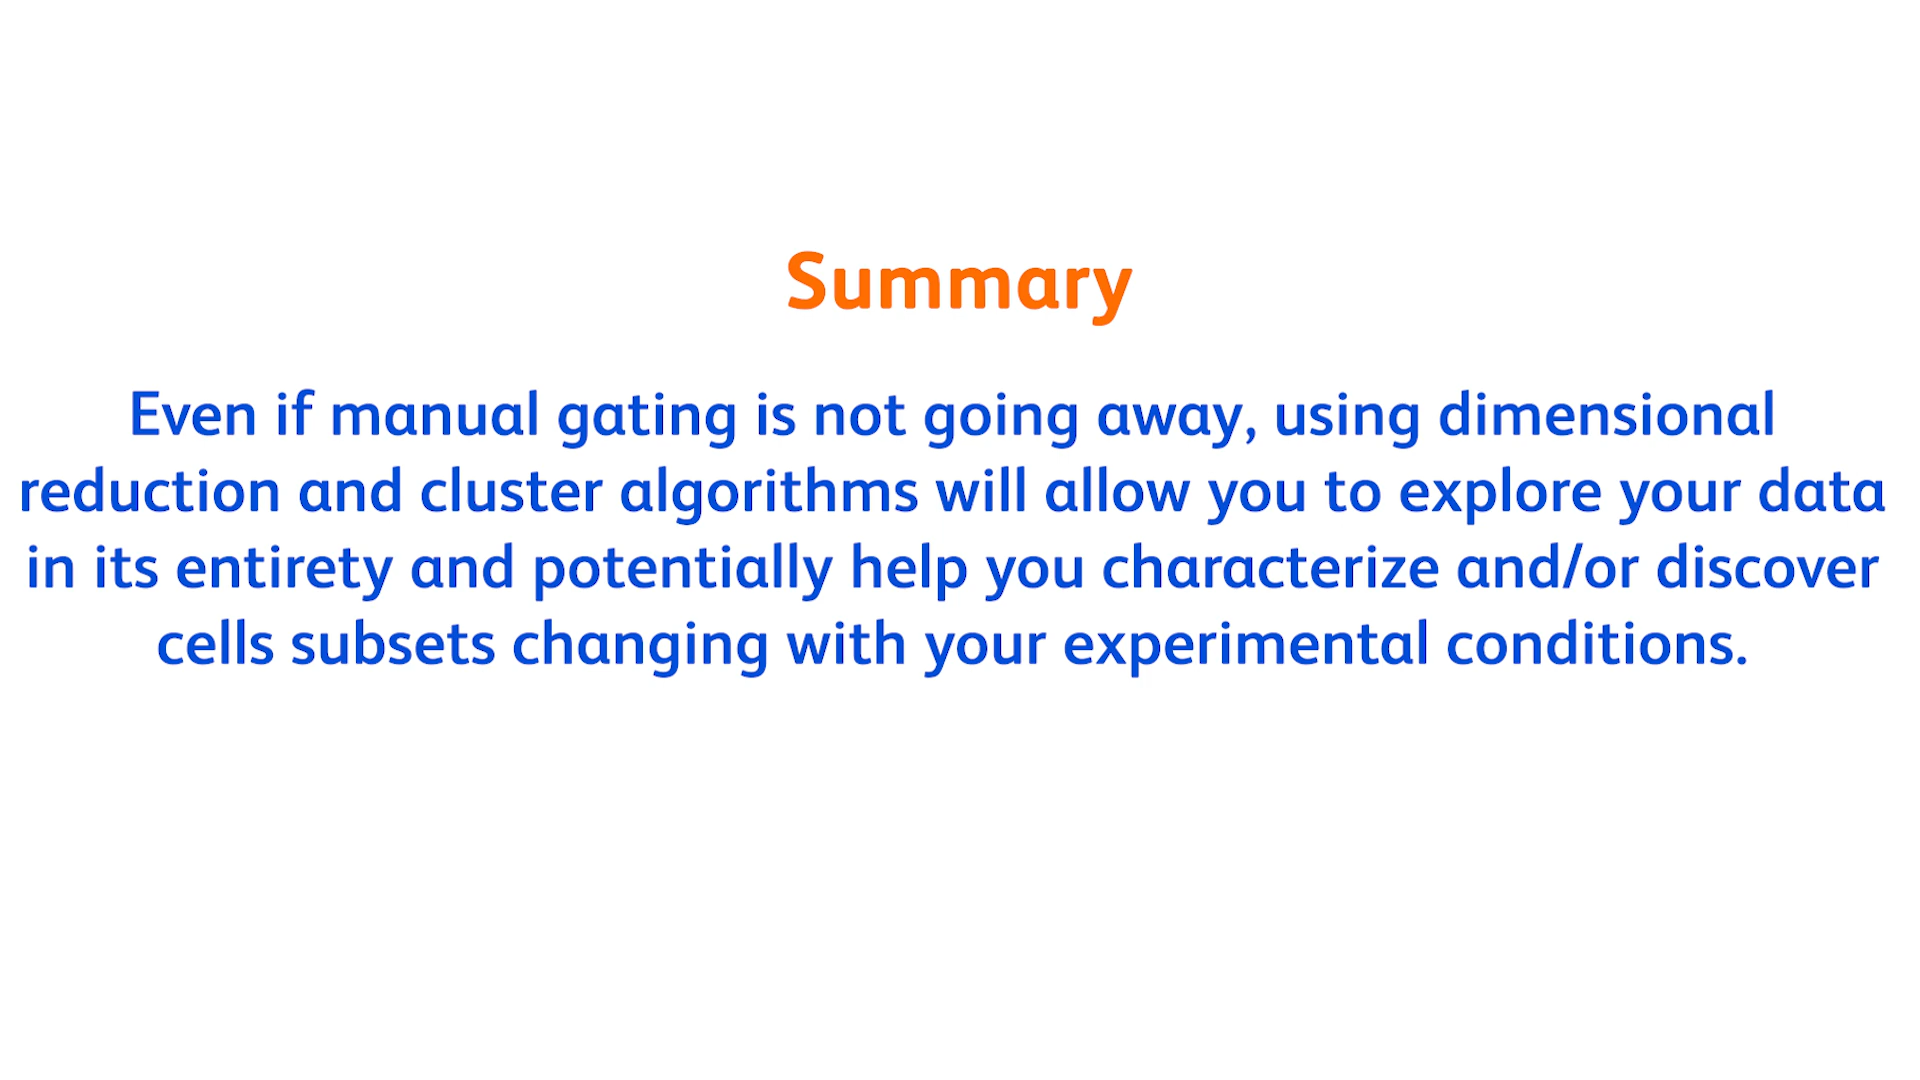 Summary
Even if manual gating is not going away, using dimensional
reduction and cluster algorithms will allow you to explore your data
in its entirety and potentially help you characterize and/or discover
cells subsets changing with your experimental conditions.